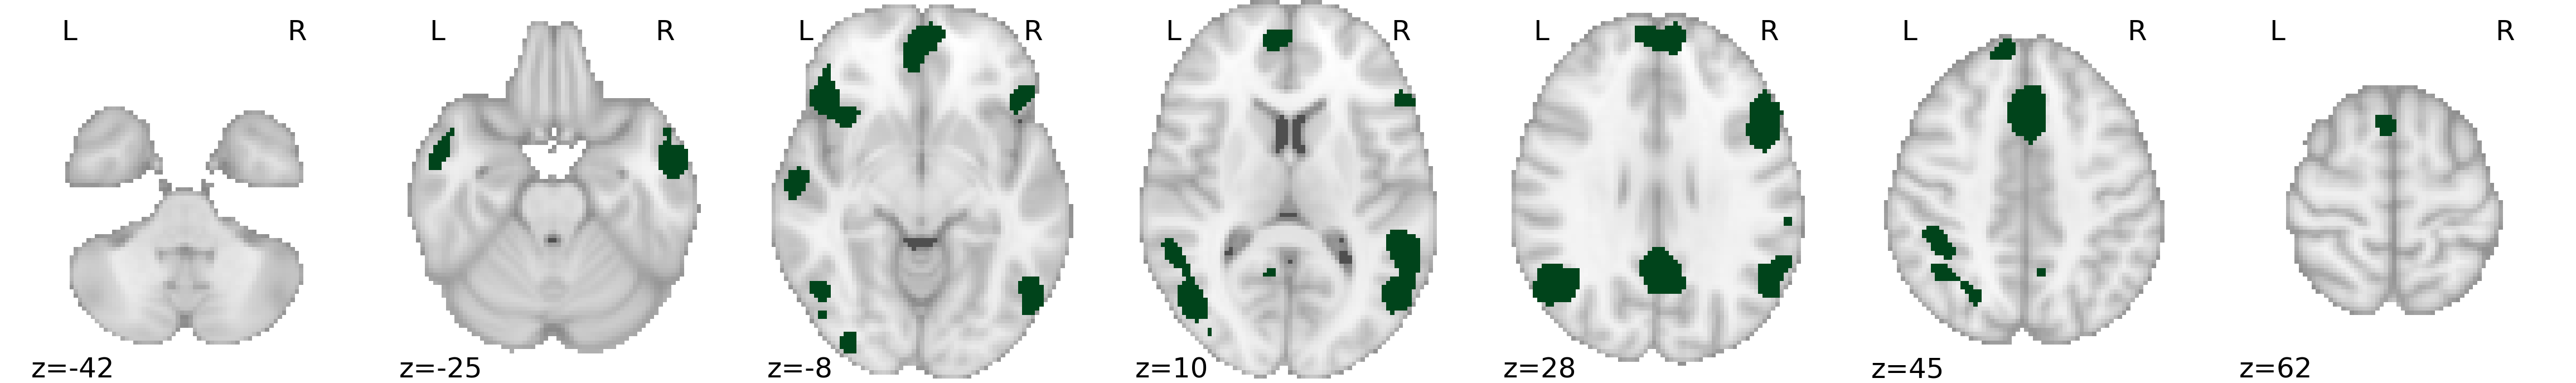 L R L R L R L R L R L R L R
z=-42 z=-25 z=-8 z=10 z=28 z=45 z=62